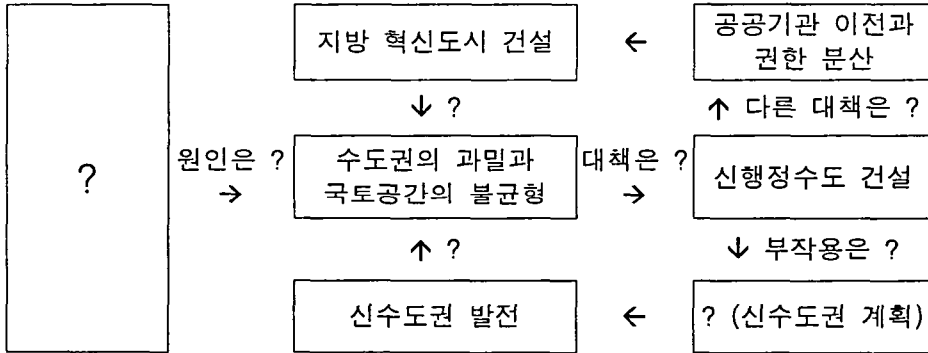 지방 혁신도시 건설
←
공공기관 이전과
권한 분산
↓ ?
↑ 다른 대책은 ?
?
원인은 ?
→
수도권의 과밀과
국토공간의 불균형
대책은 ?
→
신행정수도 건설
↑ ?
↓ 부작용은 ?
신수도권 발전
←
? (신수도권 계획)